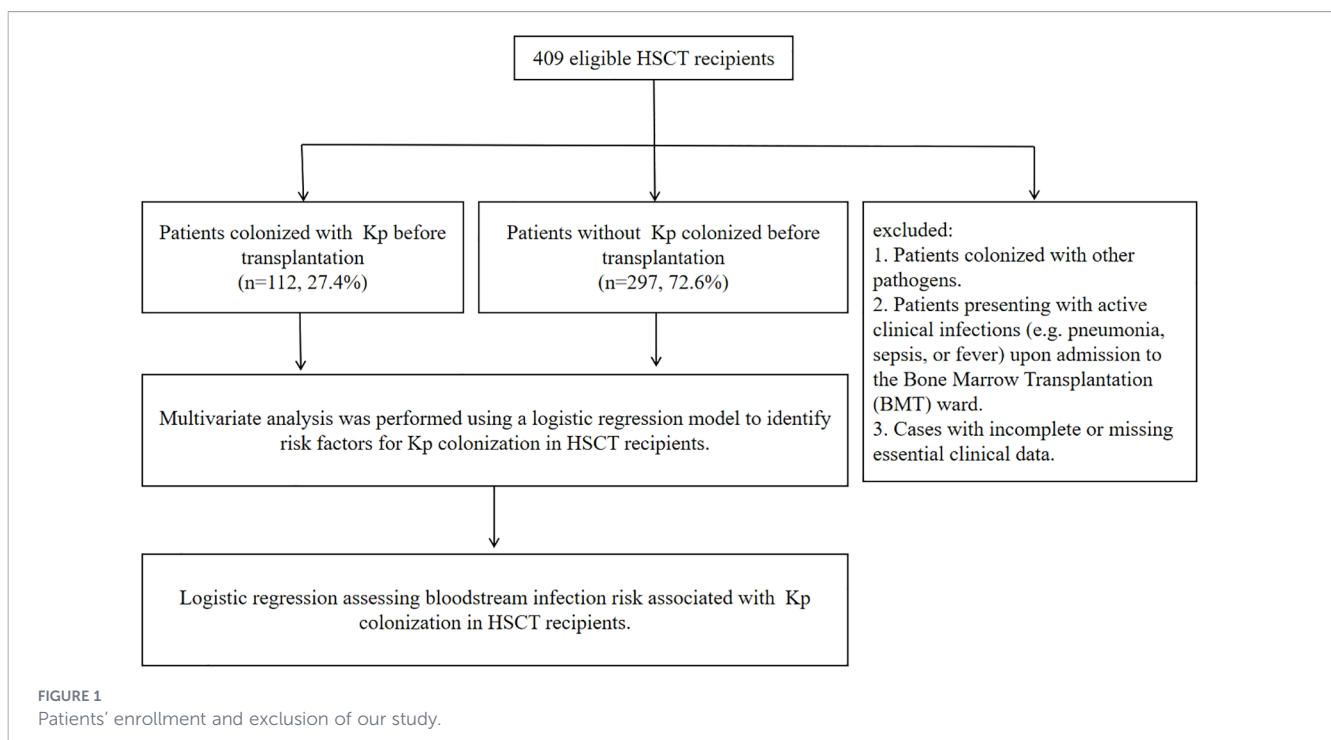 409 eligible HSCT recipients
Patients colonized with Kp before
transplantation
(n=112, 27.4%)
Patients without Kp colonized before
transplantation
(n=297, 72.6%)
excluded:
1. Patients colonized with other
pathogens.
2. Patients presenting with active
clinical infections (e.g. pneumonia,
sepsis, or fever) upon admission to
the Bone Marrow Transplantation
(BMT) ward.
3. Cases with incomplete or missing
essential clinical data.
Multivariate analysis was performed using a logistic regression model to identify
risk factors for Kp colonization in HSCT recipients.
Logistic regression assessing bloodstream infection risk associated with Kp
colonization in HSCT recipients.
FIGURE 1
Patients’ enrollment and exclusion of our study.